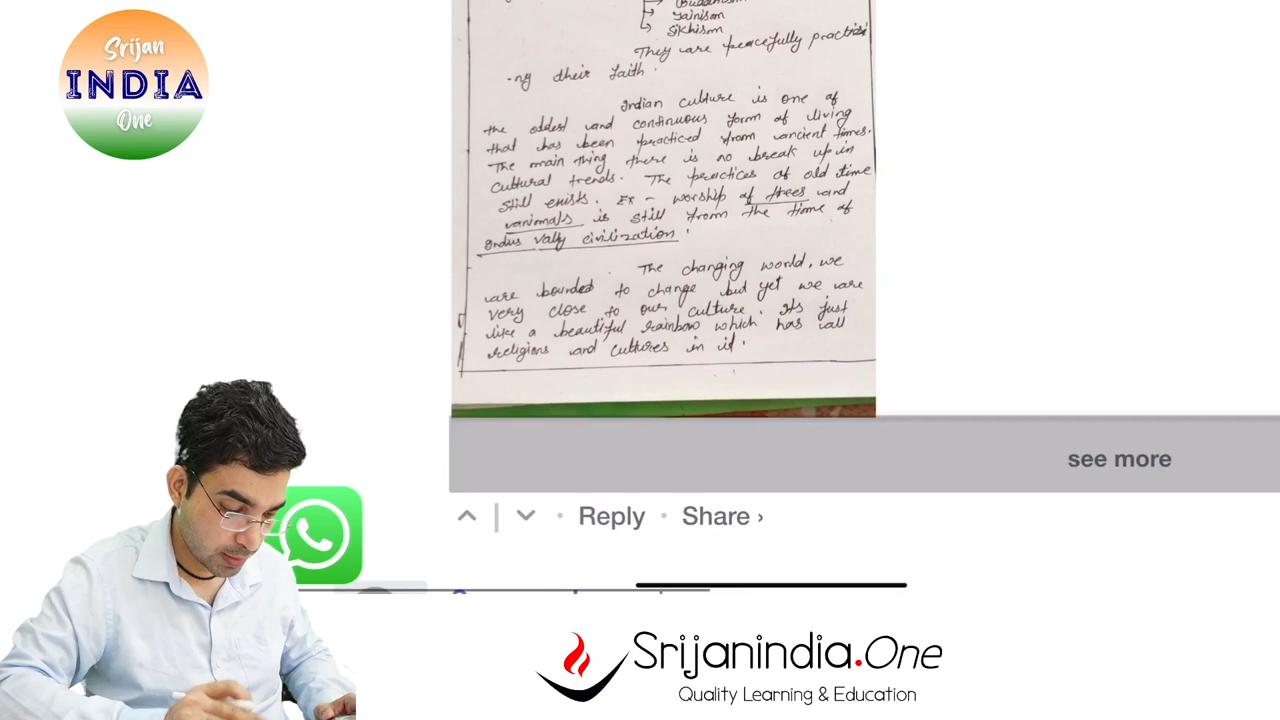 Srijan
INDIA
One
Buddhism
Jainism
Sikhism
They are peacefully practisi
-ng their faith.
Indian culture is one of
the oldest and continuous form of living
that has been practiced from ancient times.
The main thing there is no break up in
cultural trends. The practices of old time
still exists. Ex - worship of trees and
animals is still from the time of
Indus Vally civilization.
The changing world, we
are bounded to change but yet we are
very close to our culture. Its just
like a beautiful rainbow which has all
religions and cultures in it.
see more
Reply • Share ›
Srijanindia.One
Quality Learning & Education